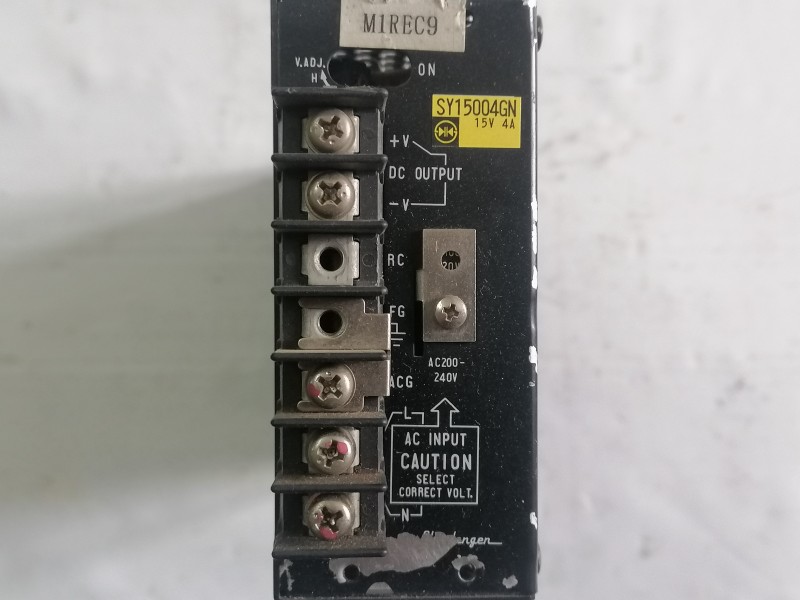 M1REC9
V.ADJ.
H
ON
SY15004GN
15V 4A
+V
DC OUTPUT
-V
RC
20V
FG
AC200-
240V
ACG
L
AC INPUT
CAUTION
SELECT
CORRECT VOLT.
N